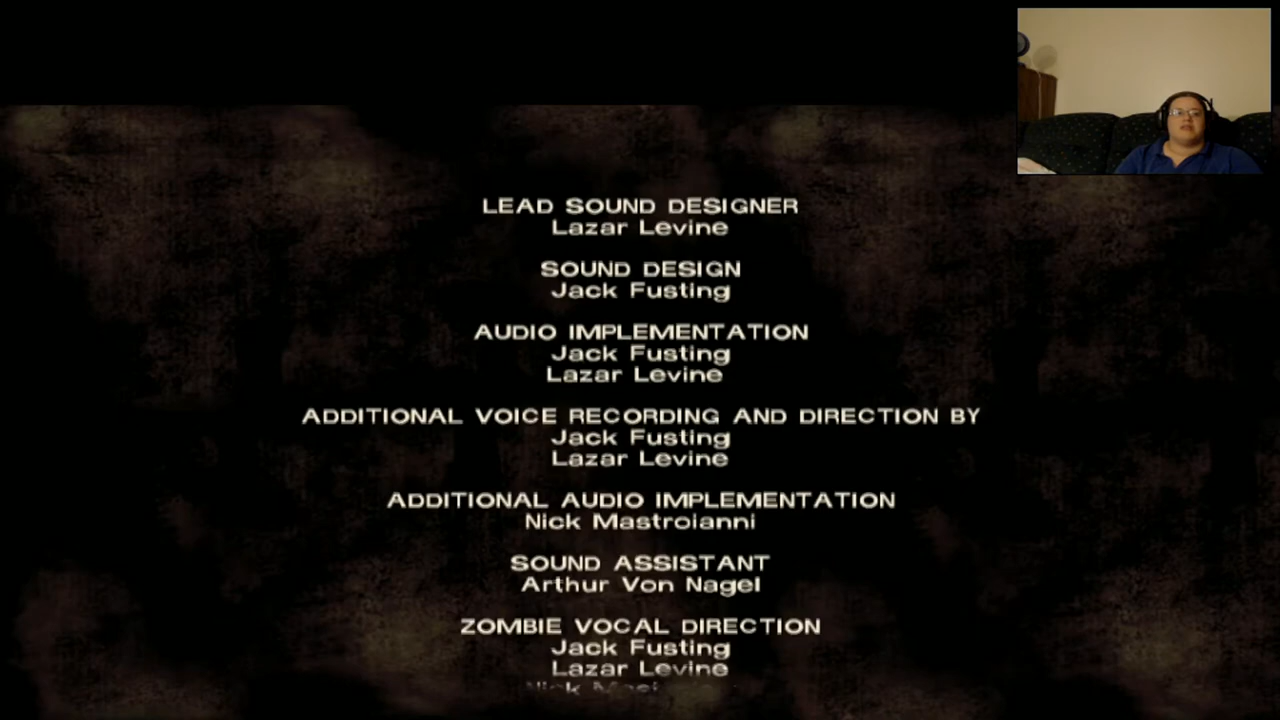 LEAD SOUND DESIGNER
Lazar Levine
SOUND DESIGN
Jack Fusting
AUDIO IMPLEMENTATION
Jack Fusting
Lazar Levine
ADDITIONAL VOICE RECORDING AND DIRECTION BY
Jack Fusting
Lazar Levine
ADDITIONAL AUDIO IMPLEMENTATION
Nick Mastroianni
SOUND ASSISTANT
Arthur Von Nagel
ZOMBIE VOCAL DIRECTION
Jack Fusting
Lazar Levine
Nick